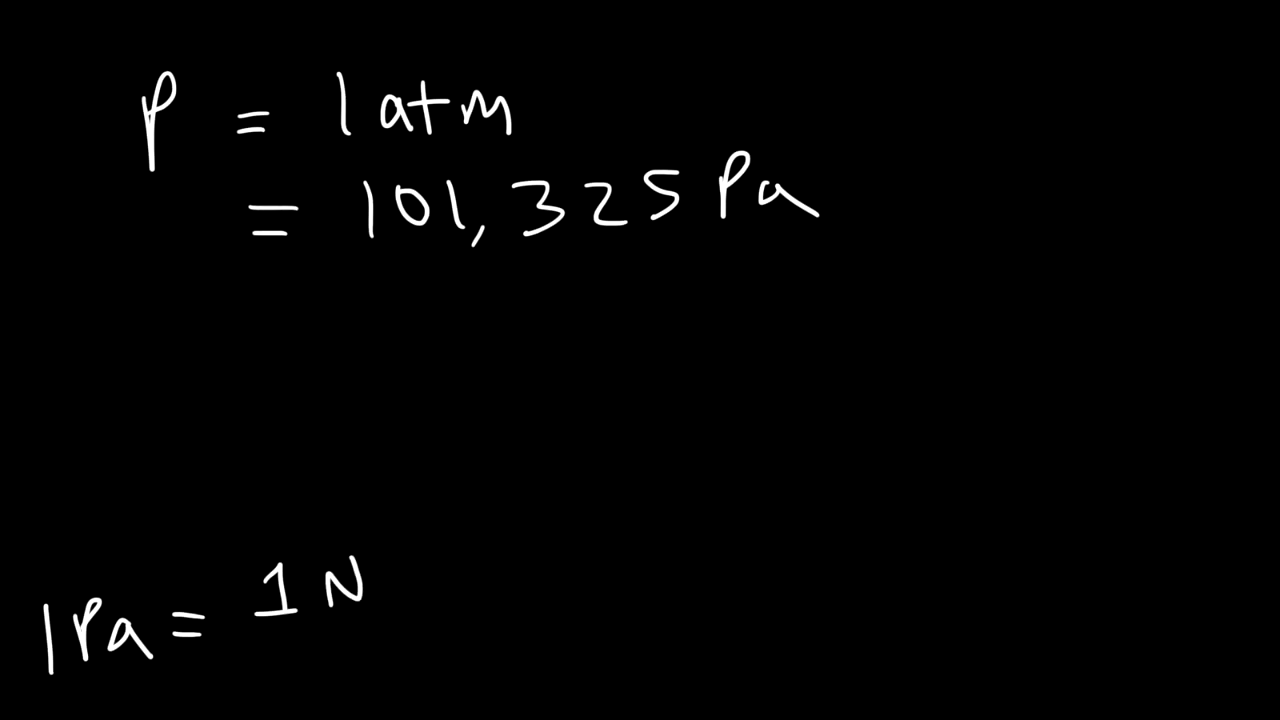 P = 1 atm
= 101,325 Pa
1 Pa = 1 N